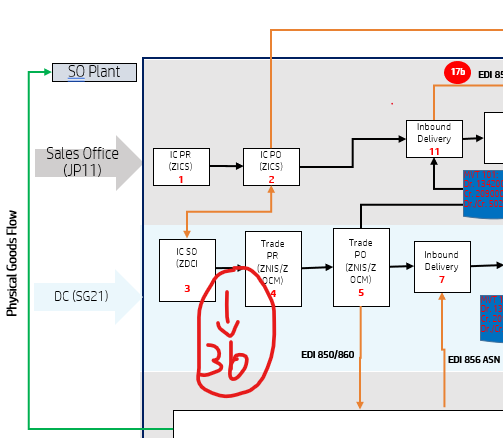 SO Plant
17b
EDI 85
Sales Office
(JP11)
IC PR
(ZICS)
1
IC PO
(ZICS)
2
Inbound
Delivery
11
Physical Goods Flow
DC (SG21)
IC SO
(ZDCI
3
Trade
PR
(ZNIS/Z
OCM)
4
Trade
PO
(ZNIS/Z
OCM)
5
Inbound
Delivery
7
3b
EDI 850/860
EDI 856 ASN